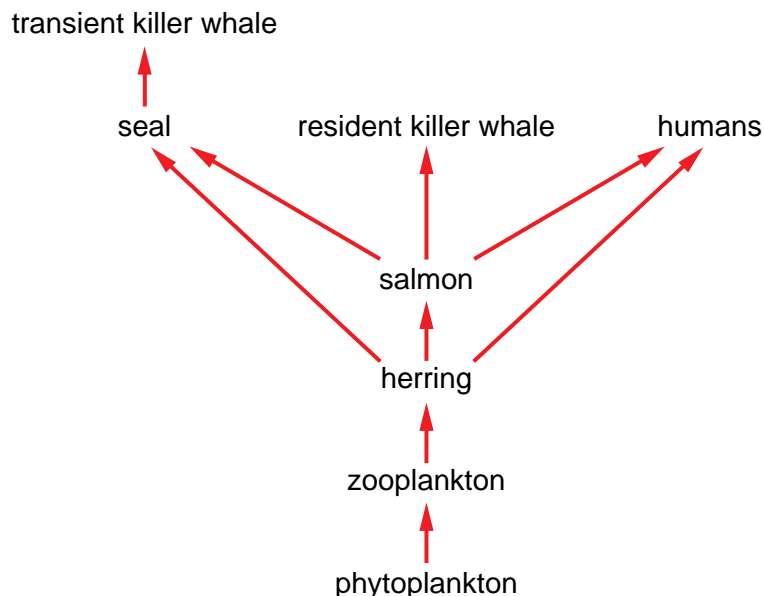 transient killer whale
seal
resident killer whale
humans
salmon
herring
zooplankton
phytoplankton